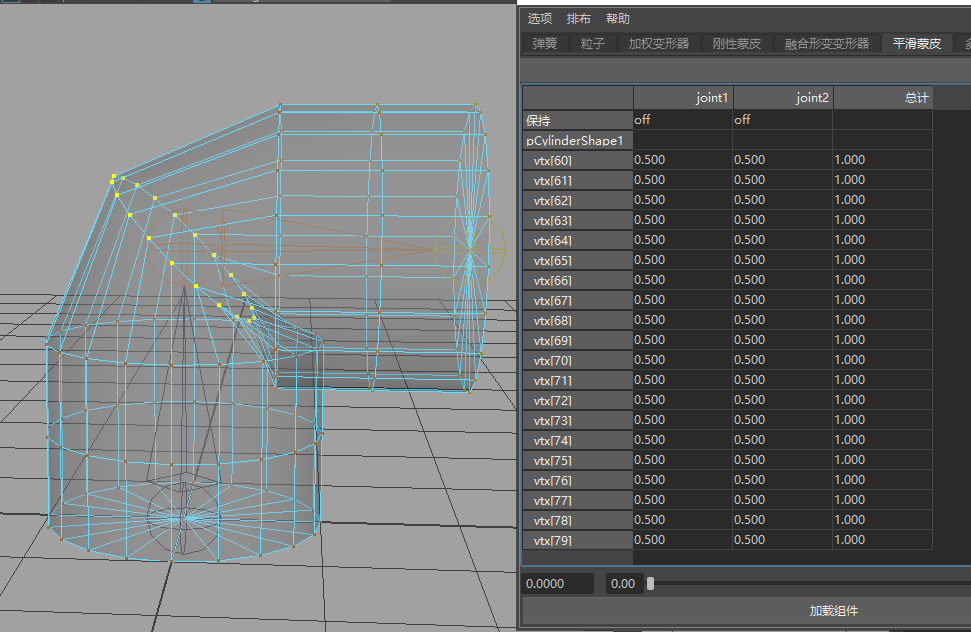 选项 排布 帮助
弹簧 粒子 加权变形器 刚性蒙皮 融合形变变形器 平滑蒙皮
joint1 joint2 总计
保持 off off
pCylinderShape1
vtx[60] 0.500 0.500 1.000
vtx[61] 0.500 0.500 1.000
vtx[62] 0.500 0.500 1.000
vtx[63] 0.500 0.500 1.000
vtx[64] 0.500 0.500 1.000
vtx[65] 0.500 0.500 1.000
vtx[66] 0.500 0.500 1.000
vtx[67] 0.500 0.500 1.000
vtx[68] 0.500 0.500 1.000
vtx[69] 0.500 0.500 1.000
vtx[70] 0.500 0.500 1.000
vtx[71] 0.500 0.500 1.000
vtx[72] 0.500 0.500 1.000
vtx[73] 0.500 0.500 1.000
vtx[74] 0.500 0.500 1.000
vtx[75] 0.500 0.500 1.000
vtx[76] 0.500 0.500 1.000
vtx[77] 0.500 0.500 1.000
vtx[78] 0.500 0.500 1.000
vtx[79] 0.500 0.500 1.000
0.0000 0.00
加载组件